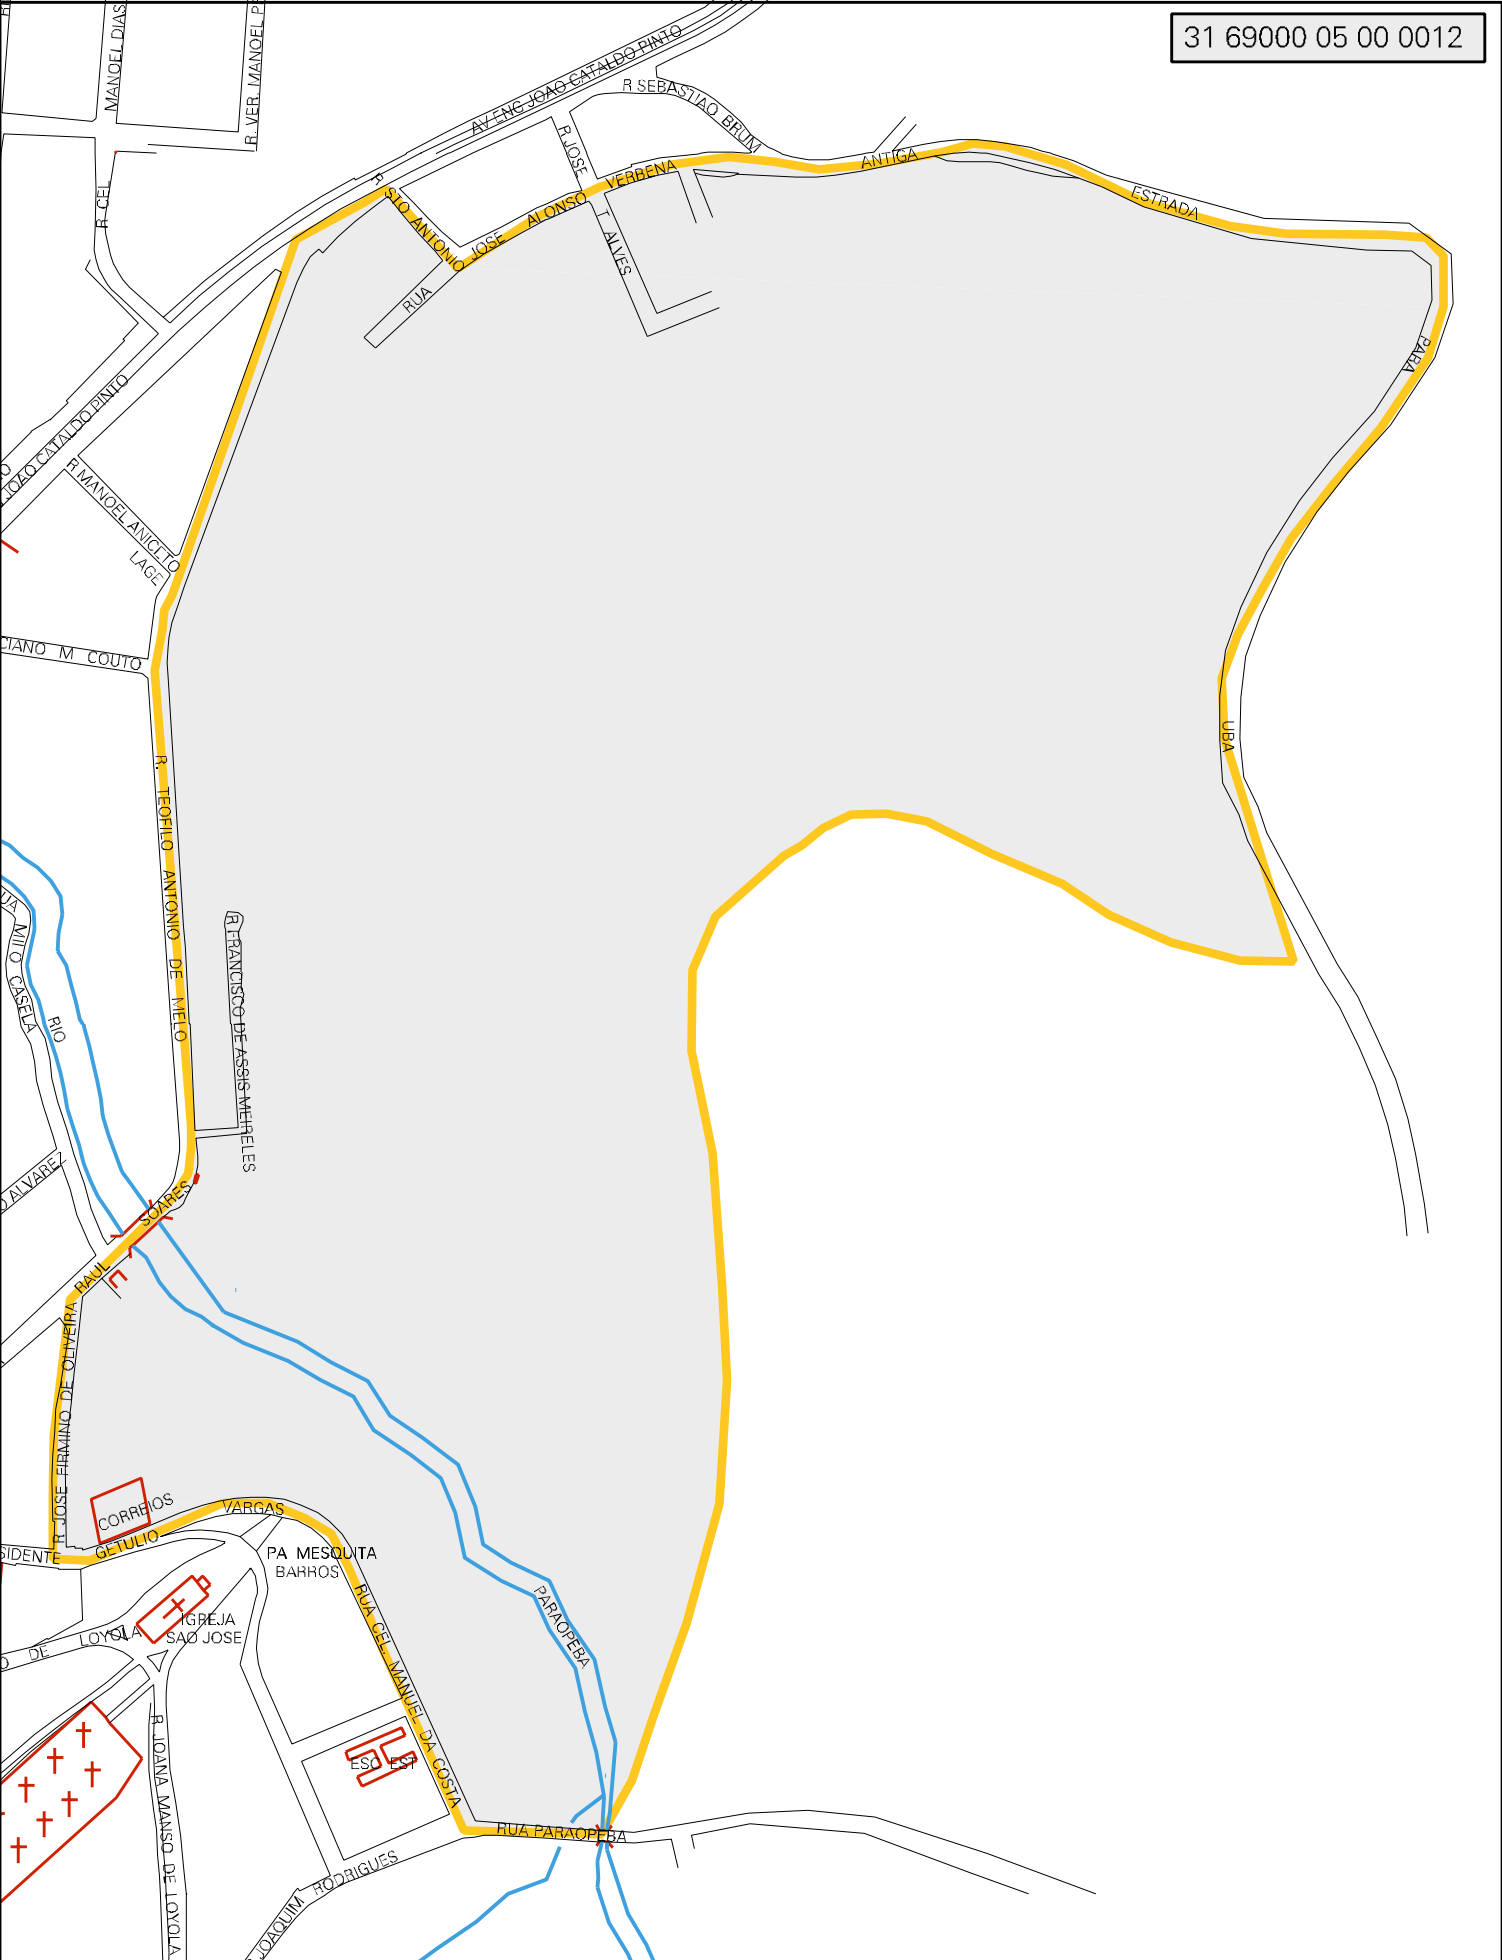 31 69000 05 00 0012
MANOEL DIAS
R. VER. MANOEL
AV ENG JOAO CATALDO PINTO
R SEBASTIAO BRUM
R JOSE
T ALVES
R STO ANTONIO
JOSE ALONSO VERBENA
ANTIGA
ESTRADA
PARA
UBA
R CEL
RUA
JOAO CATALDO PINTO
R MANOEL ANICETO
LAGE
CIANO M COUTO
R. TEOFILO ANTONIO DE MELO
R FRANCISCO DE ASSIS MEIRELES
CASELA
RIO
ALVAREZ
RAUL SOARES
R JOSE FIRMINO DE OLIVEIRA
CORREIOS
SIDENTE GETULIO VARGAS
PA MESQUITA
BARROS
IGREJA
SAO JOSE
DE LOYOLA
RUA CEL. MANUEL DA COSTA
PARAOPEBA
ESC EST
R JOANA MANSO DE LOYOLA
RUA PARAOPEBA
JOAQUIM RODRIGUES